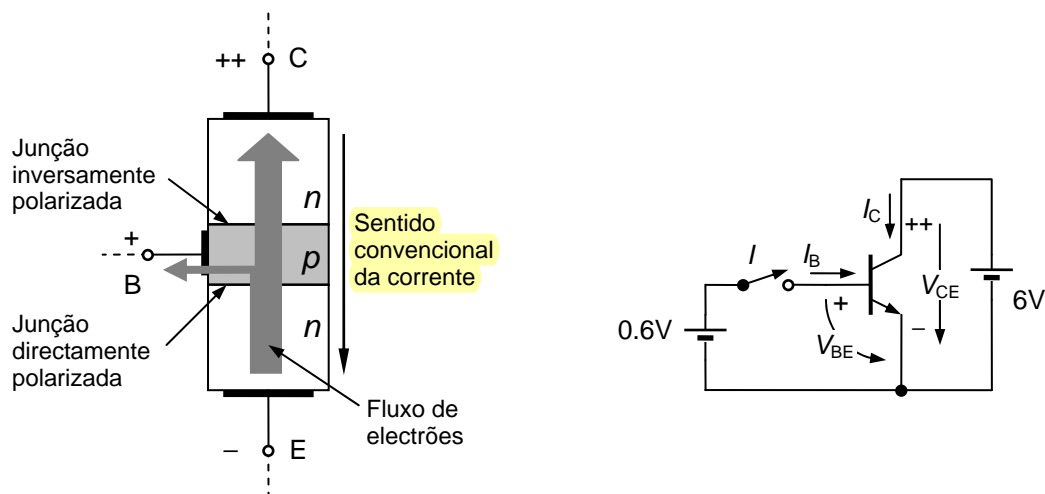 ++ C
Junção
inversamente
polarizada
n
Sentido
convencional
da corrente
+
B
p
Junção
directamente
polarizada
n
Fluxo de
electrões
– E
I_C
++
I
I_B
+
V_CE
6V
0.6V
V_BE
–